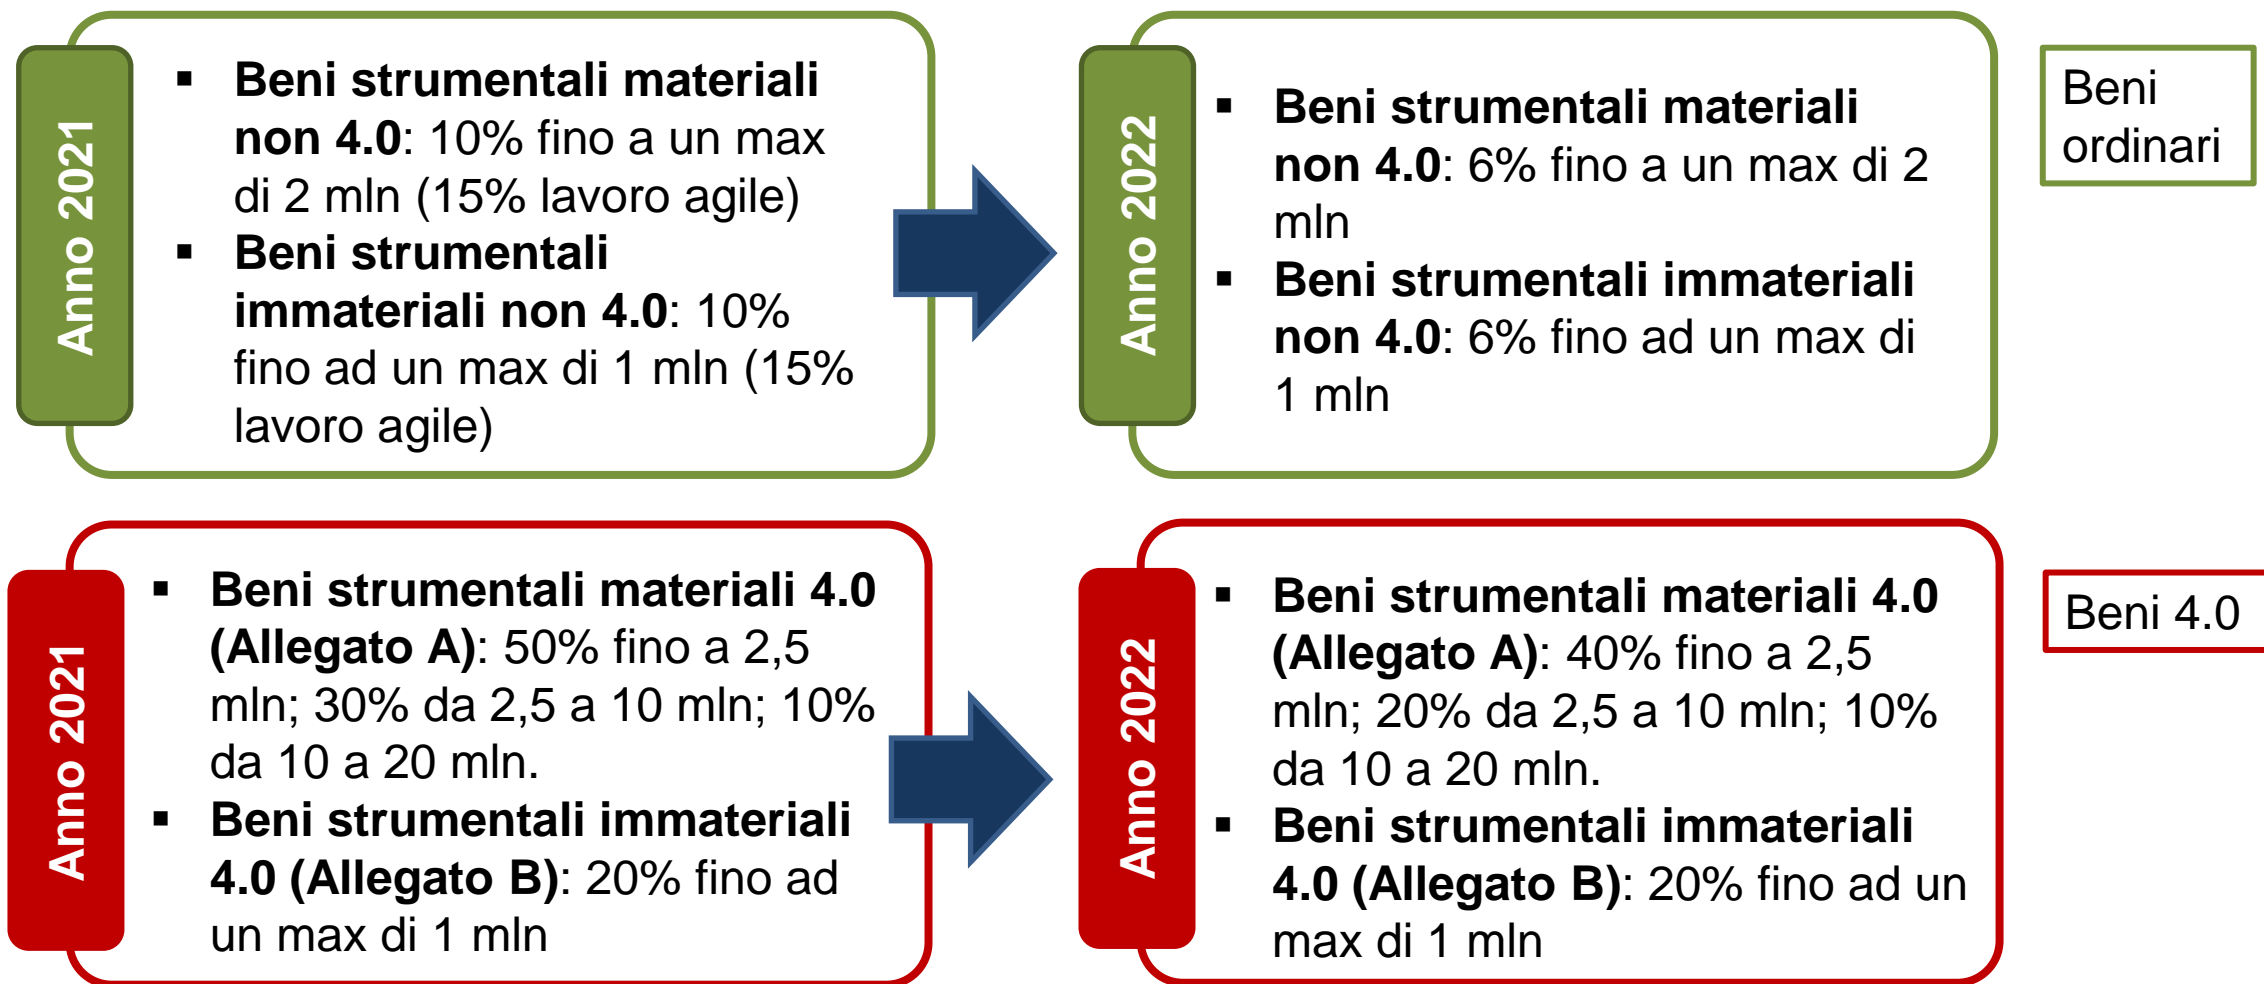 Anno 2021
▪ Beni strumentali materiali
non 4.0: 10% fino a un max
di 2 mln (15% lavoro agile)
▪ Beni strumentali
immateriali non 4.0: 10%
fino ad un max di 1 mln (15%
lavoro agile)
Anno 2022
▪ Beni strumentali materiali
non 4.0: 6% fino a un max di 2
mln
▪ Beni strumentali immateriali
non 4.0: 6% fino ad un max di
1 mln
Beni
ordinari
Anno 2021
▪ Beni strumentali materiali 4.0
(Allegato A): 50% fino a 2,5
mln; 30% da 2,5 a 10 mln; 10%
da 10 a 20 mln.
▪ Beni strumentali immateriali
4.0 (Allegato B): 20% fino ad
un max di 1 mln
Anno 2022
▪ Beni strumentali materiali 4.0
(Allegato A): 40% fino a 2,5
mln; 20% da 2,5 a 10 mln; 10%
da 10 a 20 mln.
▪ Beni strumentali immateriali
4.0 (Allegato B): 20% fino ad un
max di 1 mln
Beni 4.0